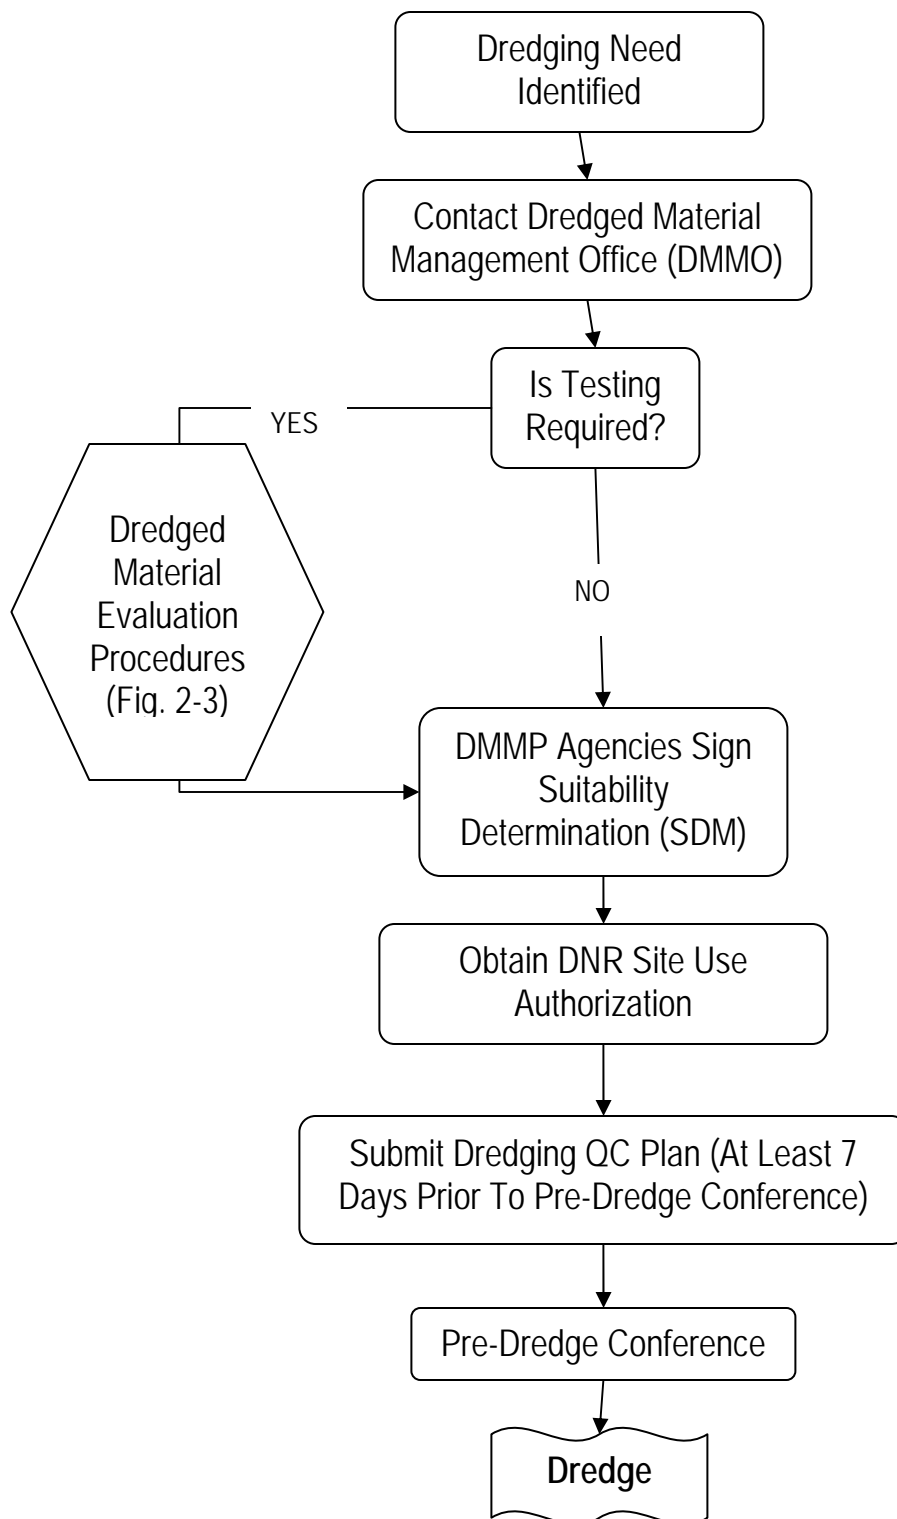 Dredging Need
Identified
Contact Dredged Material
Management Office (DMMO)
Is Testing
Required?
YES
Dredged
Material
Evaluation
Procedures
(Fig. 2-3)
NO
DMMP Agencies Sign
Suitability
Determination (SDM)
Obtain DNR Site Use
Authorization
Submit Dredging QC Plan (At Least 7
Days Prior To Pre-Dredge Conference)
Pre-Dredge Conference
Dredge